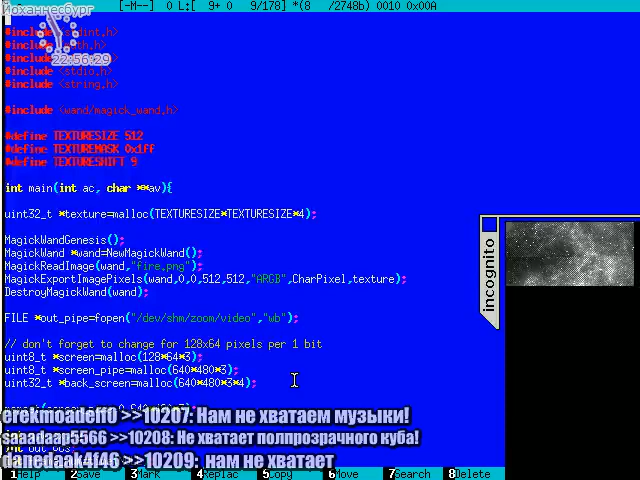 [-M--]  0 L:[  9+ 0   9/178] *(8   /2748b) 0010 0x00A
Йоханнесбург
#include <stdint.h>
#include
22:56:29
#include <stdio.h>
#include <string.h>
#include <wand/magick_wand.h>
#define TEXTURESIZE 512
#define TEXTUREMASK 0x1ff
#define TEXTURESHIFT 9
int main(int ac, char **av){
uint32_t *texture=malloc(TEXTURESIZE*TEXTURESIZE*4);
MagickWandGenesis();
MagickWand *wand=NewMagickWand();
MagickReadImage(wand,"fire.png");
MagickExportImagePixels(wand,0,0,512,512,"ARGB",CharPixel,texture);
DestroyMagickWand(wand);
incognito
FILE *out_pipe=fopen("/dev/shm/zoom/video","wb");
// don't forget to change for 128x64 pixels per 1 bit
uint8_t *screen=malloc(128*64*3);
uint8_t *screen_pipe=malloc(640*480*3);
uint32_t *back_screen=malloc(640*480*3*4);
erekmoadeff0 >>10207: Нам не хватаем музыки!
saaadaap5566 >>10208: Не хватает полпрозрачного куба!
danedaak4f46 >>10209:  нам не хватает
1Help 2Save 3Mark 4Replac 5Copy 6Move 7Search 8Delete